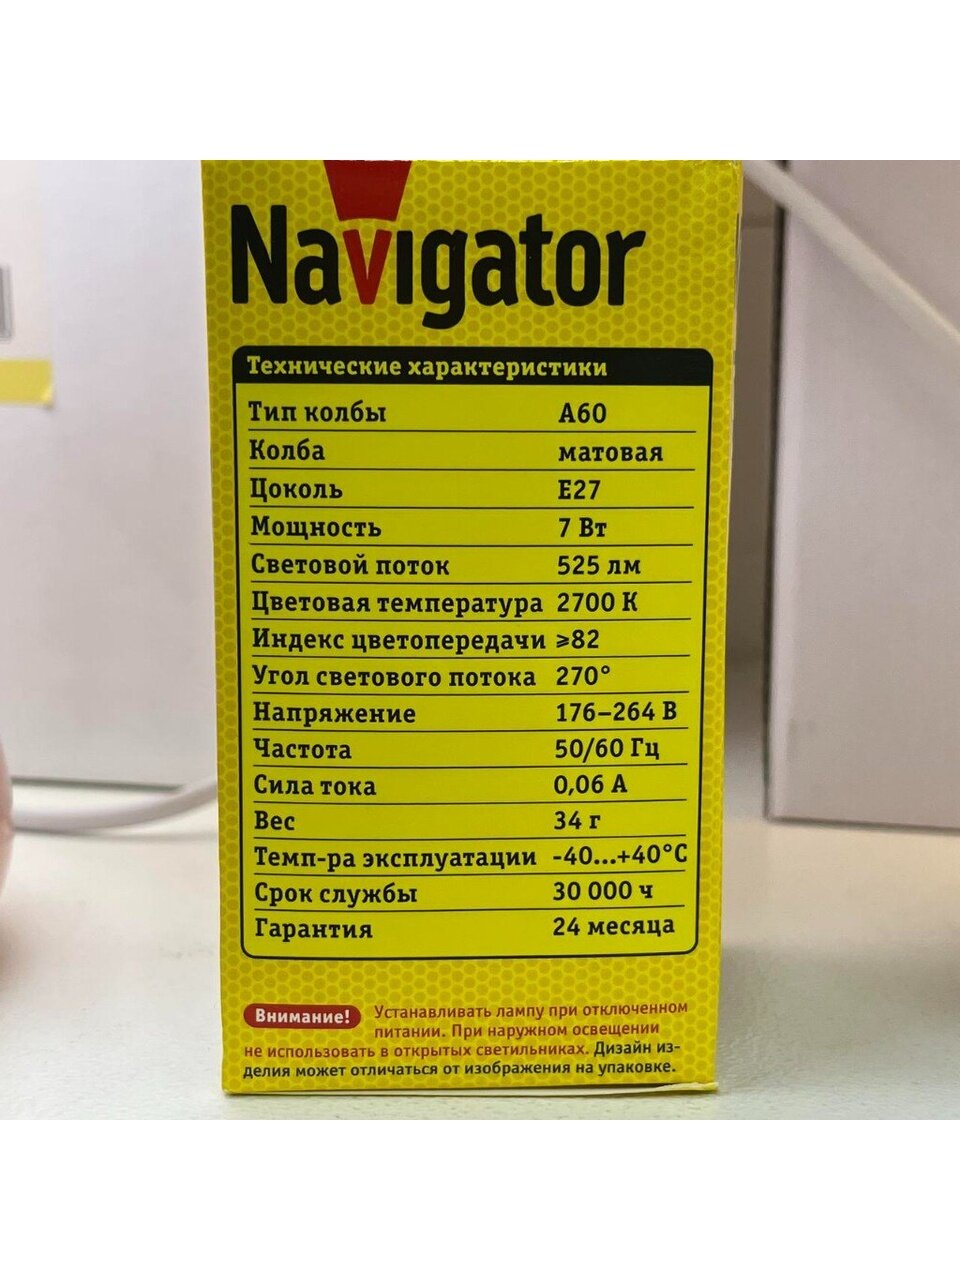 Navigator
Технические характеристики
Тип колбы A60
Колба матовая
Цоколь E27
Мощность 7 Вт
Световой поток 525 лм
Цветовая температура 2700 К
Индекс цветопередачи ≥82
Угол светового потока 270°
Напряжение 176–264 В
Частота 50/60 Гц
Сила тока 0,06 А
Вес 34 г
Темп-ра эксплуатации -40...+40°C
Срок службы 30 000 ч
Гарантия 24 месяца
Внимание! Устанавливать лампу при отключенном
питании. При наружном освещении
не использовать в открытых светильниках. Дизайн из-
делия может отличаться от изображения на упаковке.